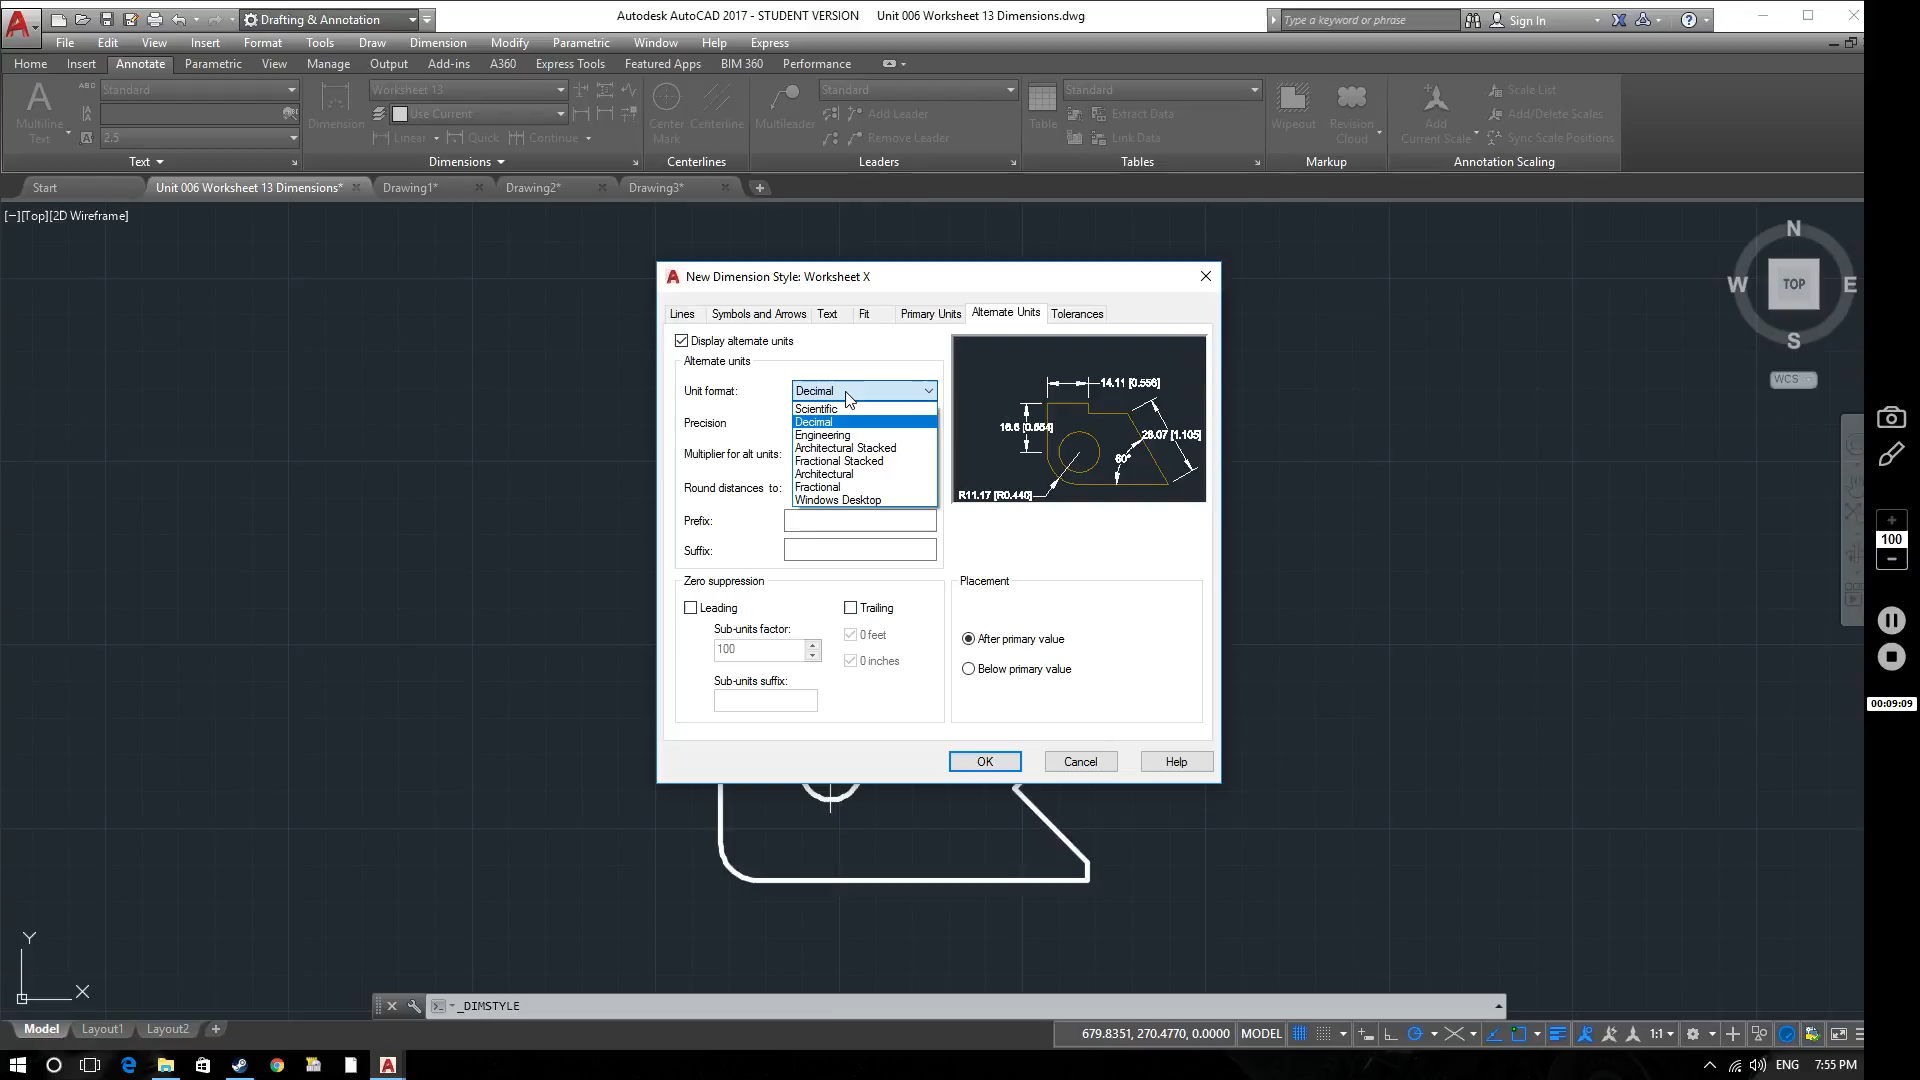 Drafting & Annotation
Autodesk AutoCAD 2017 - STUDENT VERSION Unit 006 Worksheet 13 Dimensions.dwg
Type a keyword or phrase
Sign In
File Edit View Insert Format Tools Draw Dimension Modify Parametric Window Help Express
Home Insert Annotate Parametric View Manage Output Add-ins A360 Express Tools Featured Apps BIM 360 Performance
Standard
Worksheet 13
Standard
Standard
Scale List
Use Current
Add Leader
Extract Data
Add/Delete Scales
Multiline
Text
Dimension
Center
Mark
Centerline
Multileader
Table
Wipeout
Revision
Cloud
Add
Current Scale
2.5
Linear Quick Continue
Remove Leader
Link Data
Sync Scale Positions
Text Dimensions Centerlines Leaders Tables Markup Annotation Scaling
Start Unit 006 Worksheet 13 Dimensions* Drawing1* Drawing2* Drawing3*
[−][Top][2D Wireframe]
N
W TOP E
S
WCS
New Dimension Style: Worksheet X
Lines Symbols and Arrows Text Fit Primary Units Alternate Units Tolerances
Display alternate units
Alternate units
Unit format: Decimal
Scientific
Decimal
Engineering
Architectural Stacked
Fractional Stacked
Architectural
Fractional
Windows Desktop
Precision
Multiplier for alt units:
Round distances to:
Prefix:
Suffix:
14.11 [0.556]
16.6 [0.654]
28.07 [1.105]
60°
R11.17 [R0.440]
Zero suppression
Leading Trailing
Sub-units factor:
100
0 feet
0 inches
Sub-units suffix:
Placement
After primary value
Below primary value
OK Cancel Help
100
00:09:09
Y
X
_DIMSTYLE
Model Layout1 Layout2
679.8351, 270.4770, 0.0000 MODEL 1:1
ENG 7:55 PM